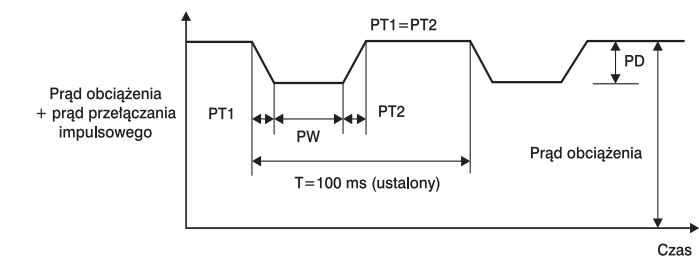 PT1=PT2
PD
Prąd obciążenia
+ prąd przełączania
impulsowego
PT1
PT2
PW
Prąd obciążenia
T=100 ms (ustalony)
Czas